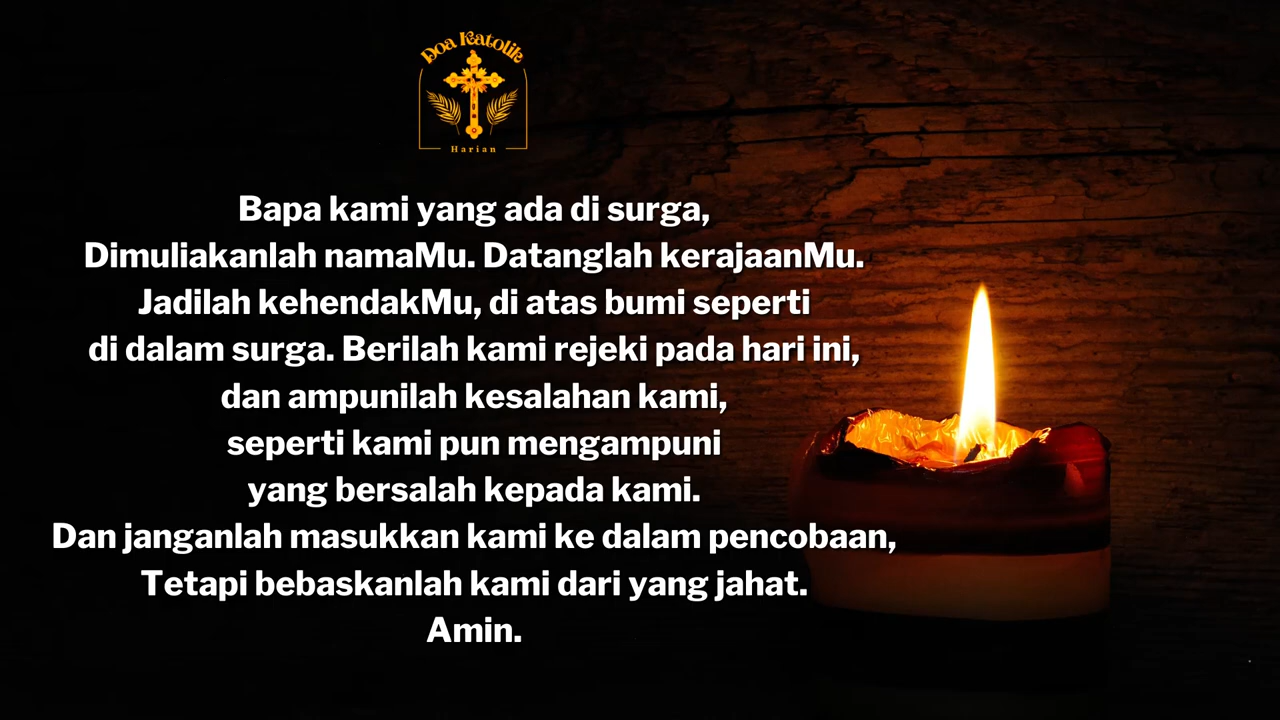 Doa Katolik
Harian
Bapa kami yang ada di surga,
Dimuliakanlah namaMu. Datanglah kerajaanMu.
Jadilah kehendakMu, di atas bumi seperti
di dalam surga. Berilah kami rejeki pada hari ini,
dan ampunilah kesalahan kami,
seperti kami pun mengampuni
yang bersalah kepada kami.
Dan janganlah masukkan kami ke dalam pencobaan,
Tetapi bebaskanlah kami dari yang jahat.
Amin.